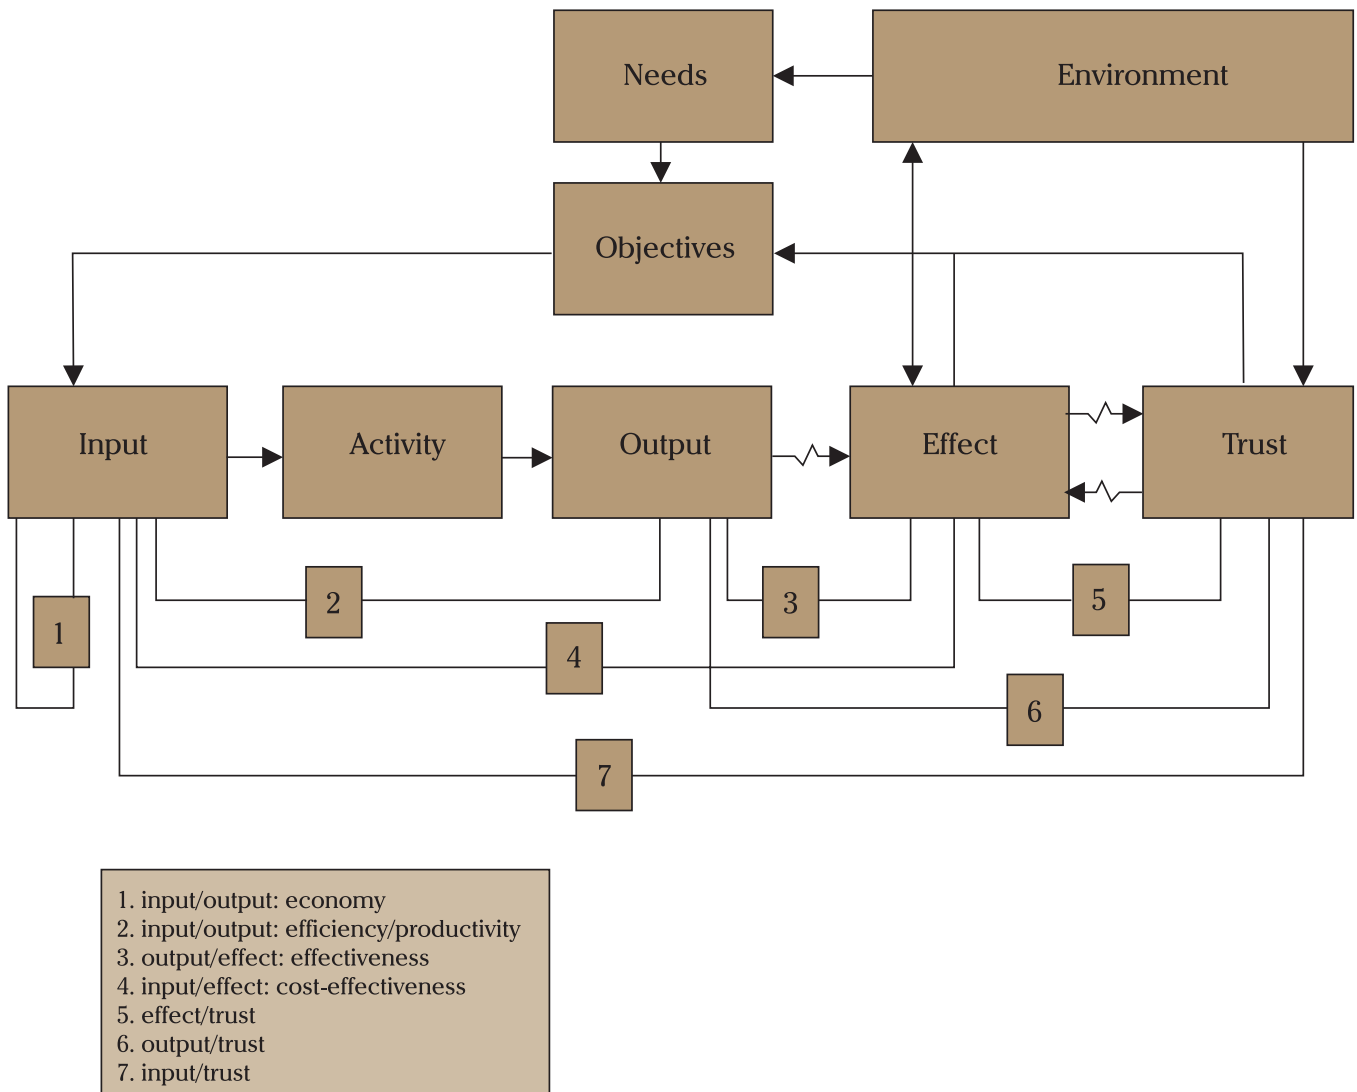 Needs
Environment
Objectives
Input
Activity
Output
Effect
Trust
1
2
3
4
5
6
7
1. input/output: economy
2. input/output: efficiency/productivity
3. output/effect: effectiveness
4. input/effect: cost-effectiveness
5. effect/trust
6. output/trust
7. input/trust